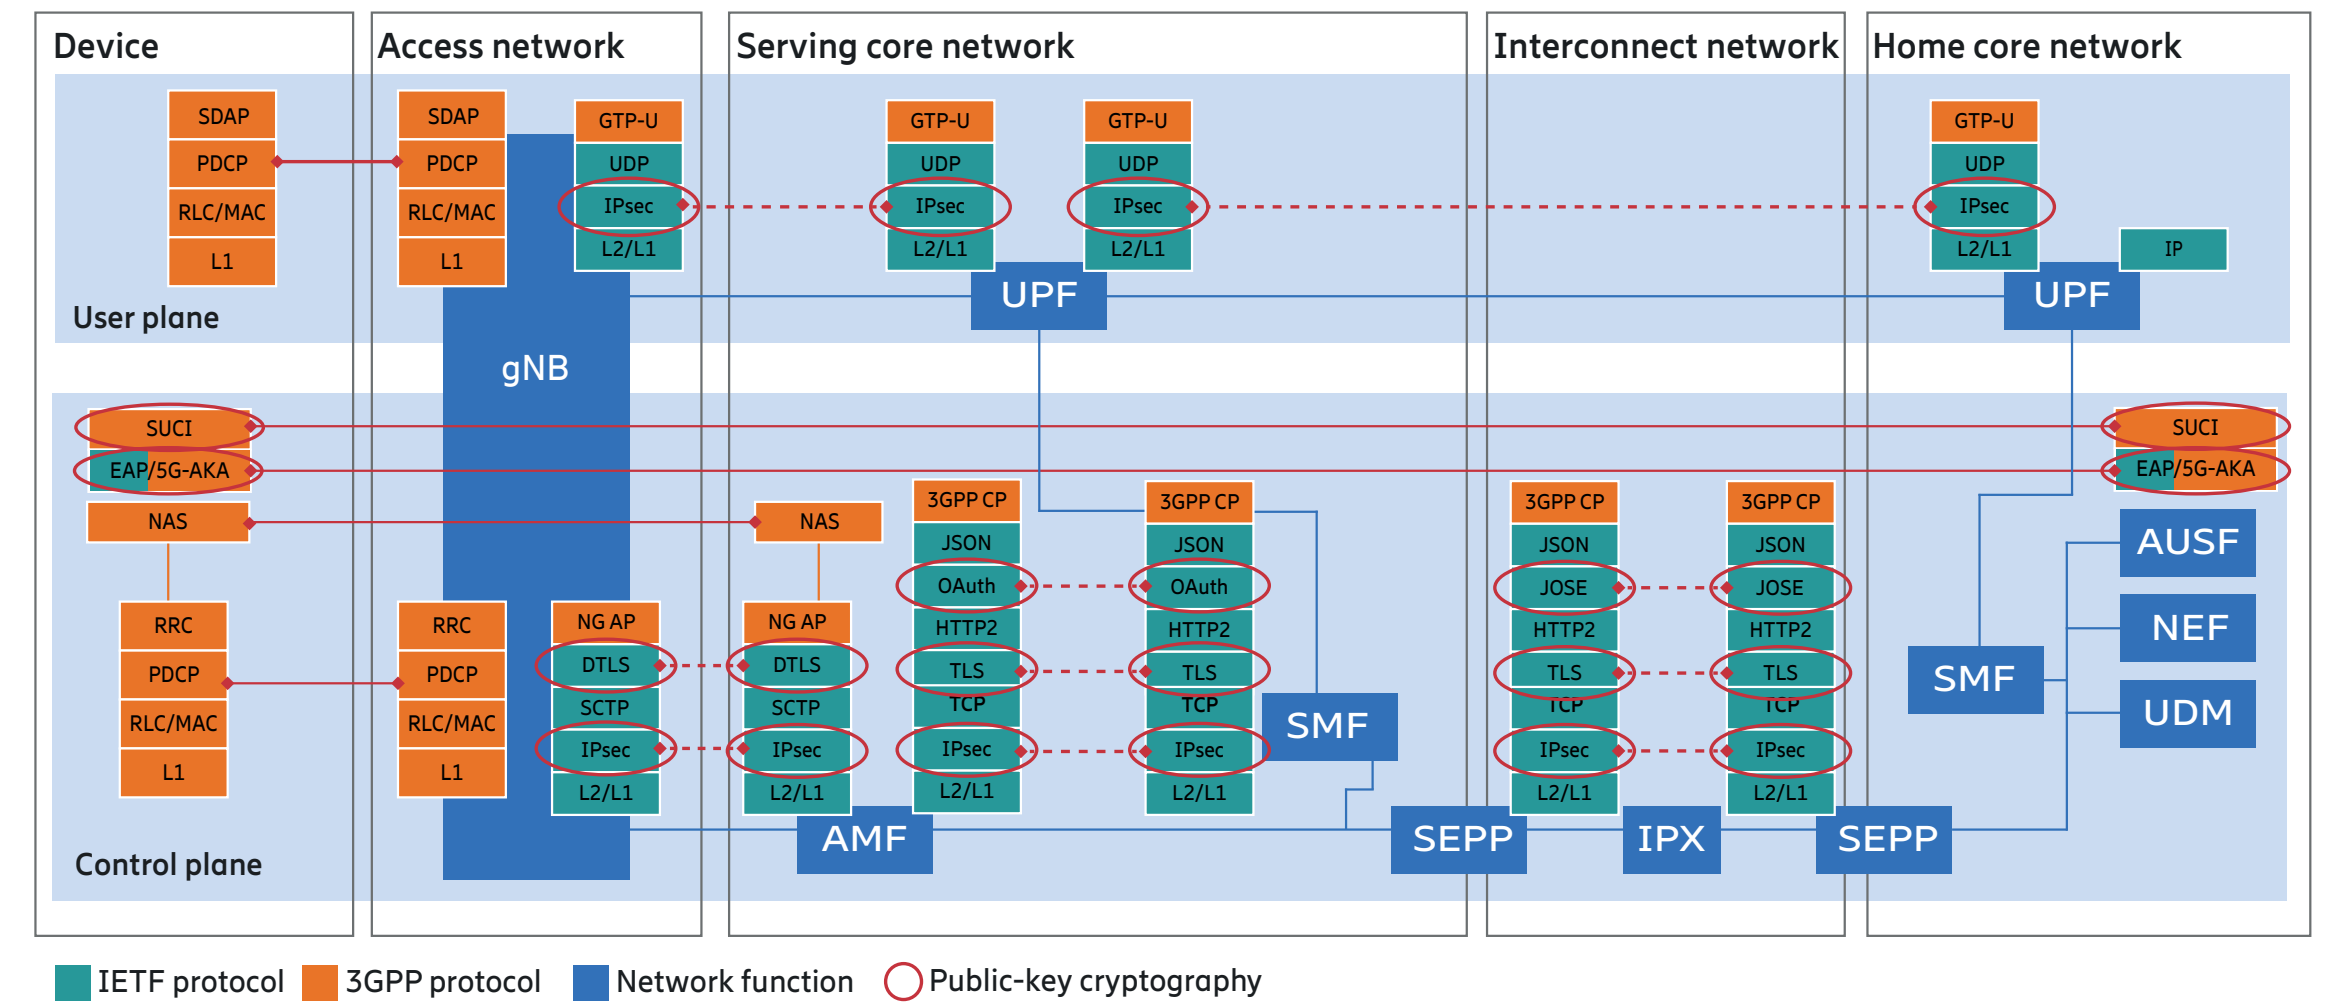 Device
Access network
Serving core network
Interconnect network
Home core network
SDAP
PDCP
RLC/MAC
L1
SDAP
PDCP
RLC/MAC
L1
GTP-U
UDP
IPsec
L2/L1
GTP-U
UDP
IPsec
L2/L1
GTP-U
UDP
IPsec
L2/L1
GTP-U
UDP
IPsec
L2/L1
IP
UPF
UPF
User plane
gNB
SUCI
EAP/5G-AKA
NAS
SUCI
EAP/5G-AKA
NAS
RRC
PDCP
RLC/MAC
L1
RRC
PDCP
RLC/MAC
L1
NG AP
DTLS
SCTP
IPsec
L2/L1
NG AP
DTLS
SCTP
IPsec
L2/L1
3GPP CP
JSON
OAuth
HTTP2
TLS
TCP
IPsec
L2/L1
3GPP CP
JSON
OAuth
HTTP2
TLS
TCP
IPsec
L2/L1
SMF
3GPP CP
JSON
JOSE
HTTP2
TLS
TCP
IPsec
L2/L1
3GPP CP
JSON
JOSE
HTTP2
TLS
TCP
IPsec
L2/L1
AUSF
NEF
SMF
UDM
AMF
SEPP
IPX
SEPP
Control plane
IETF protocol
3GPP protocol
Network function
Public-key cryptography